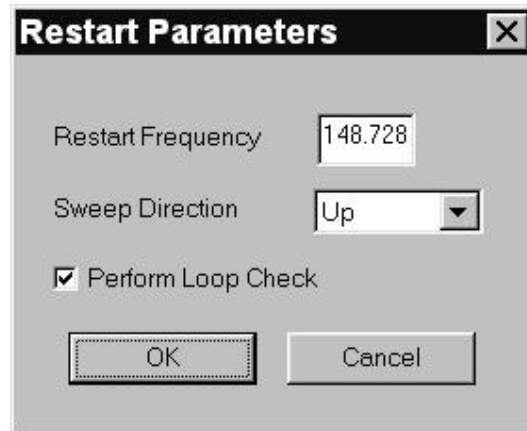 Restart Parameters
Restart Frequency 148.728
Sweep Direction Up
Perform Loop Check
OK Cancel